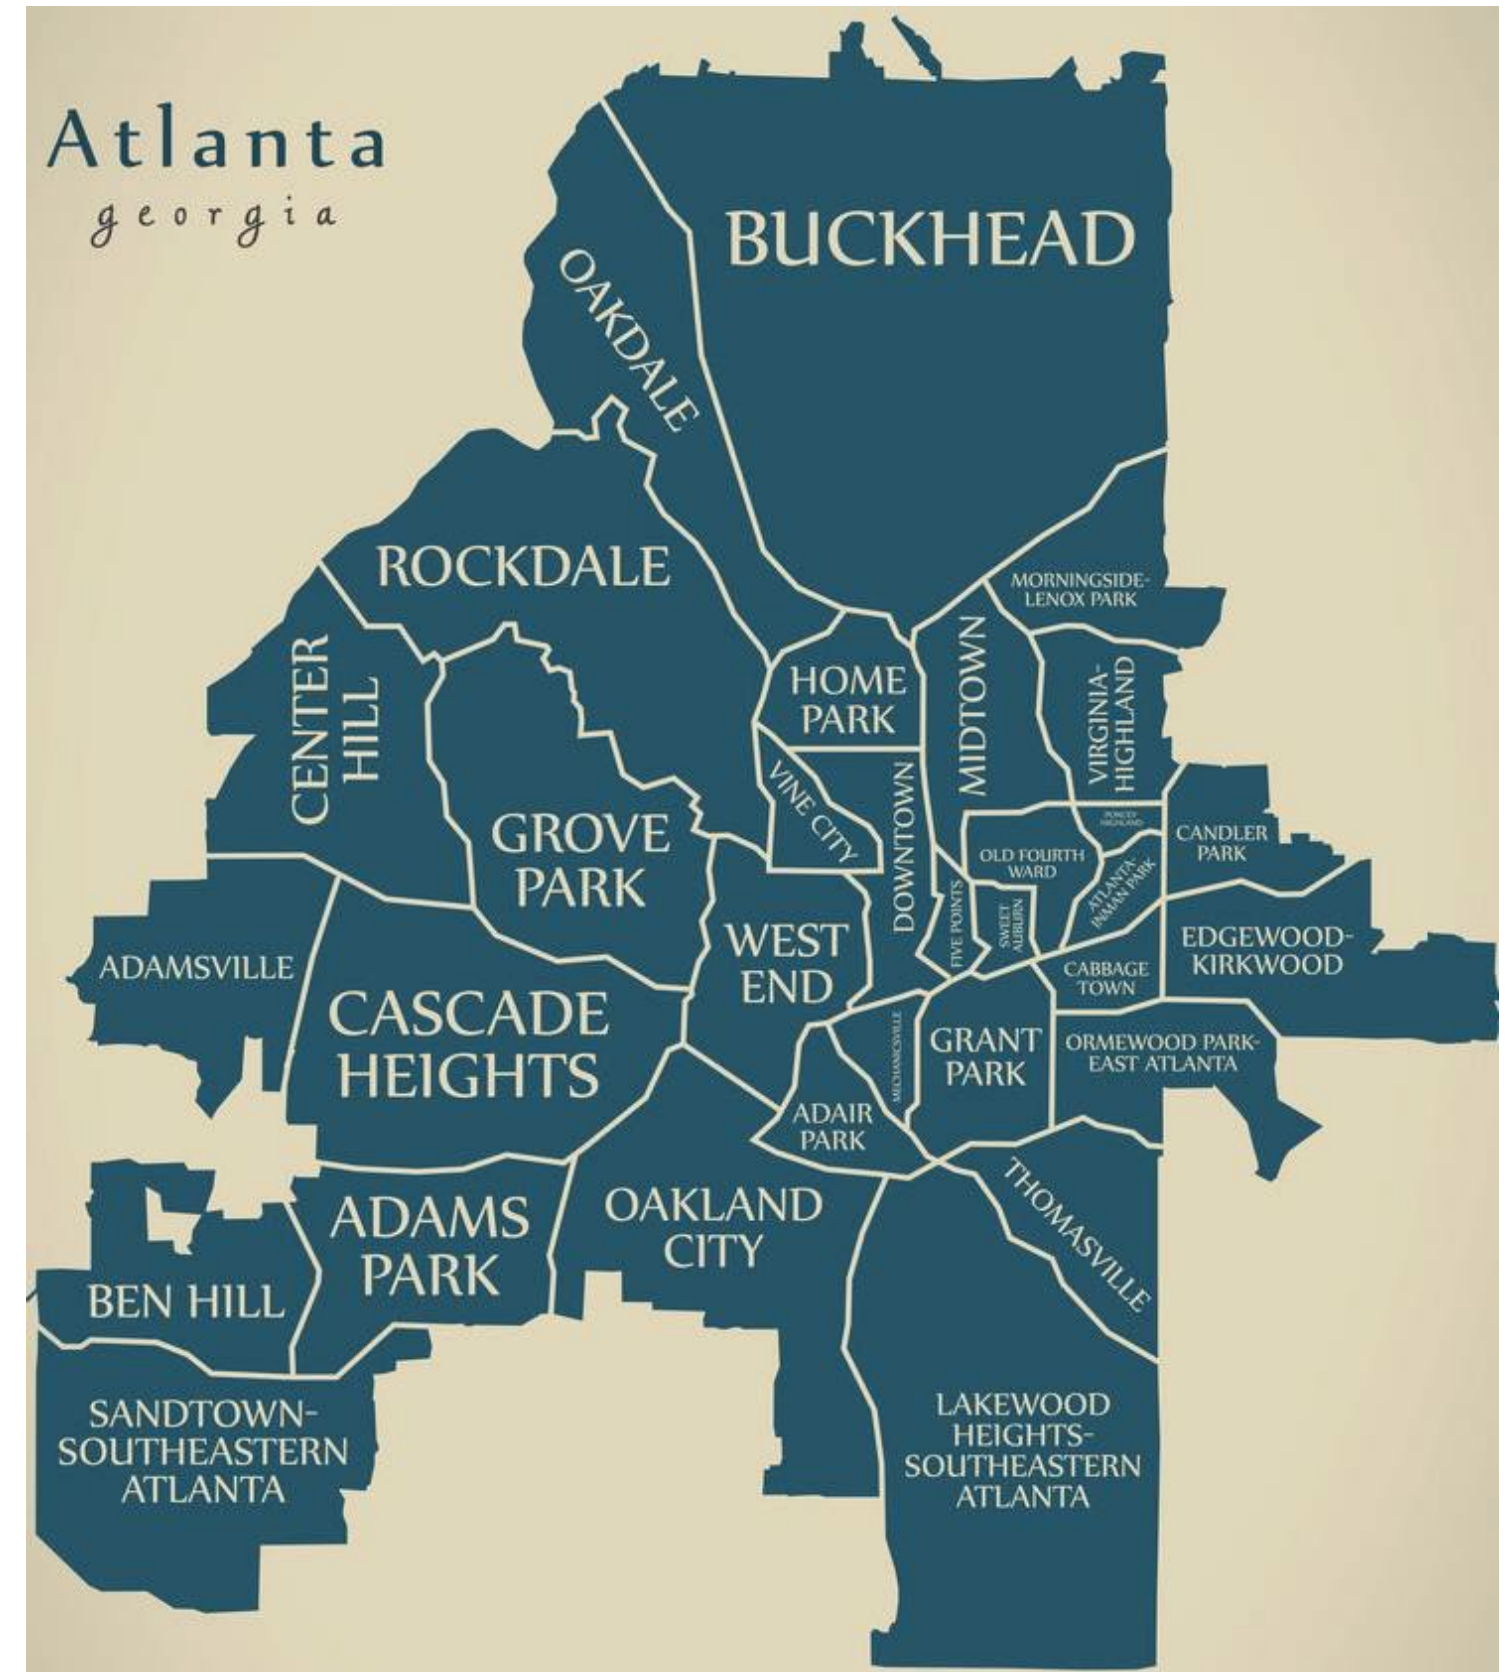 Atlanta
georgia
BUCKHEAD
OAKDALE
ROCKDALE
MORNINGSIDE-
LENOX PARK
CENTER
HILL
HOME
PARK
MIDTOWN
VIRGINIA-
HIGHLAND
VINE CITY
DOWNTOWN
GROVE
PARK
PONCEY
HIGHLAND
CANDLER
PARK
OLD FOURTH
WARD
ATLANTA-
INMAN PARK
FIVE POINTS
SWEET
AUBURN
WEST
END
EDGEWOOD-
KIRKWOOD
ADAMSVILLE
CABBAGE
TOWN
CASCADE
HEIGHTS
MECHANICSVILLE
GRANT
PARK
ORMEWOOD PARK-
EAST ATLANTA
ADAIR
PARK
THOMASVILLE
ADAMS
PARK
OAKLAND
CITY
BEN HILL
SANDTOWN-
SOUTHEASTERN
ATLANTA
LAKEWOOD
HEIGHTS-
SOUTHEASTERN
ATLANTA